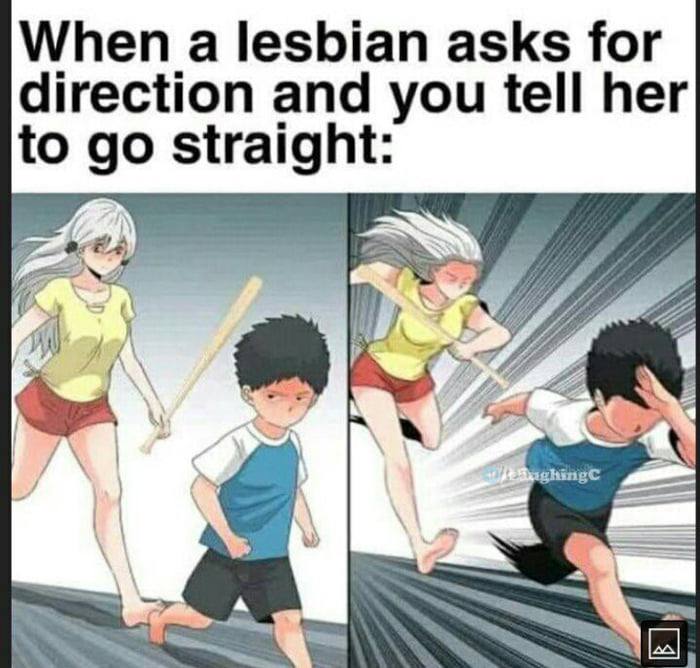 When a lesbian asks for
direction and you tell her
to go straight: